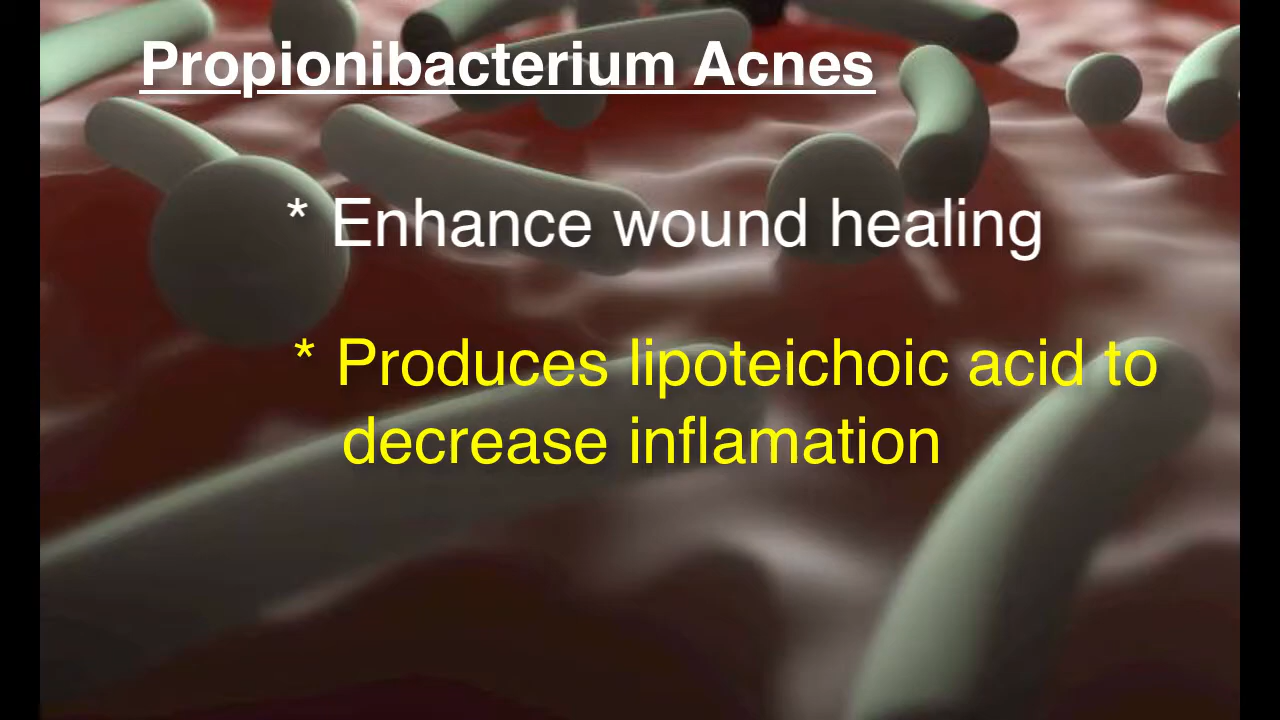 Propionibacterium Acnes
* Enhance wound healing
* Produces lipoteichoic acid to
decrease inflamation